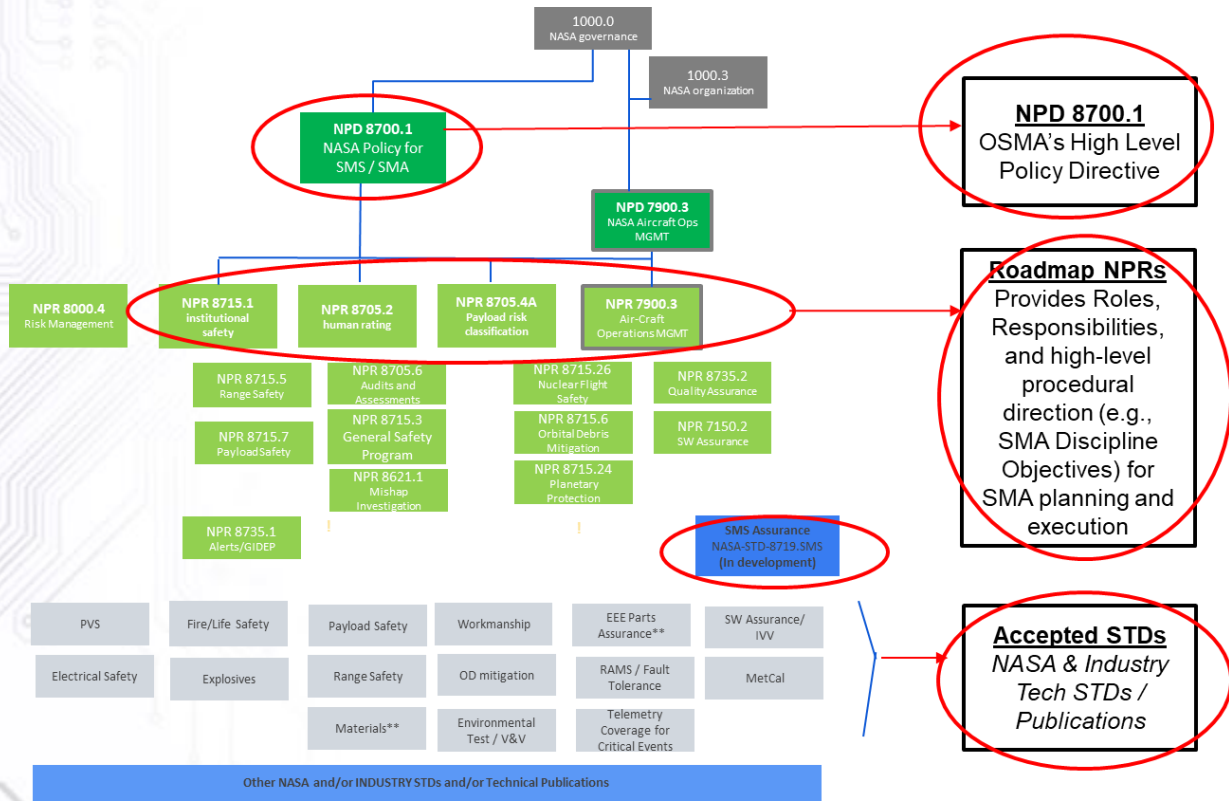 1000.0
NASA governance
1000.3
NASA organization
NPD 8700.1
NASA Policy for
SMS / SMA
NPD 8700.1
OSMA's High Level
Policy Directive
NPD 7900.3
NASA Aircraft Ops
MGMT
NPR 8000.4
Risk Management
NPR 8715.1
institutional
safety
NPR 8705.2
human rating
NPR 8705.4A
Payload risk
classification
NPR 7900.3
Air-Craft
Operations MGMT
Roadmap NPRs
Provides Roles,
Responsibilities,
and high-level
procedural
direction (e.g.,
SMA Discipline
Objectives) for
SMA planning and
execution
NPR 8715.5
Range Safety
NPR 8705.6
Audits and
Assessments
NPR 8715.26
Nuclear Flight
Safety
NPR 8735.2
Quality Assurance
NPR 8715.7
Payload Safety
NPR 8715.3
General Safety
Program
NPR 8715.6
Orbital Debris
Mitigation
NPR 7150.2
SW Assurance
NPR 8621.1
Mishap
Investigation
NPR 8715.24
Planetary
Protection
NPR 8735.1
Alerts/GIDEP
!
!
SMS Assurance
NASA-STD-8719.SMS
(In development)
PVS
Fire/Life Safety
Payload Safety
Workmanship
EEE Parts
Assurance**
SW Assurance/
IVV
Electrical Safety
Explosives
Range Safety
OD mitigation
RAMS / Fault
Tolerance
MetCal
Materials**
Environmental
Test / V&V
Telemetry
Coverage for
Critical Events
Accepted STDs
NASA & Industry
Tech STDs /
Publications
Other NASA and/or INDUSTRY STDs and/or Technical Publications